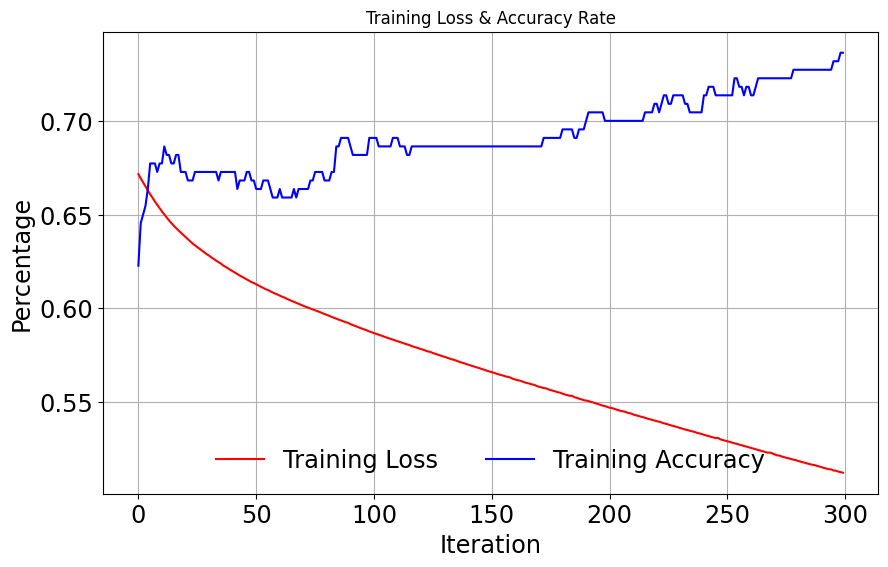 Training Loss & Accuracy Rate
Percentage
0.70
0.65
0.60
0.55
Training Loss
Training Accuracy
0 50 100 150 200 250 300
Iteration